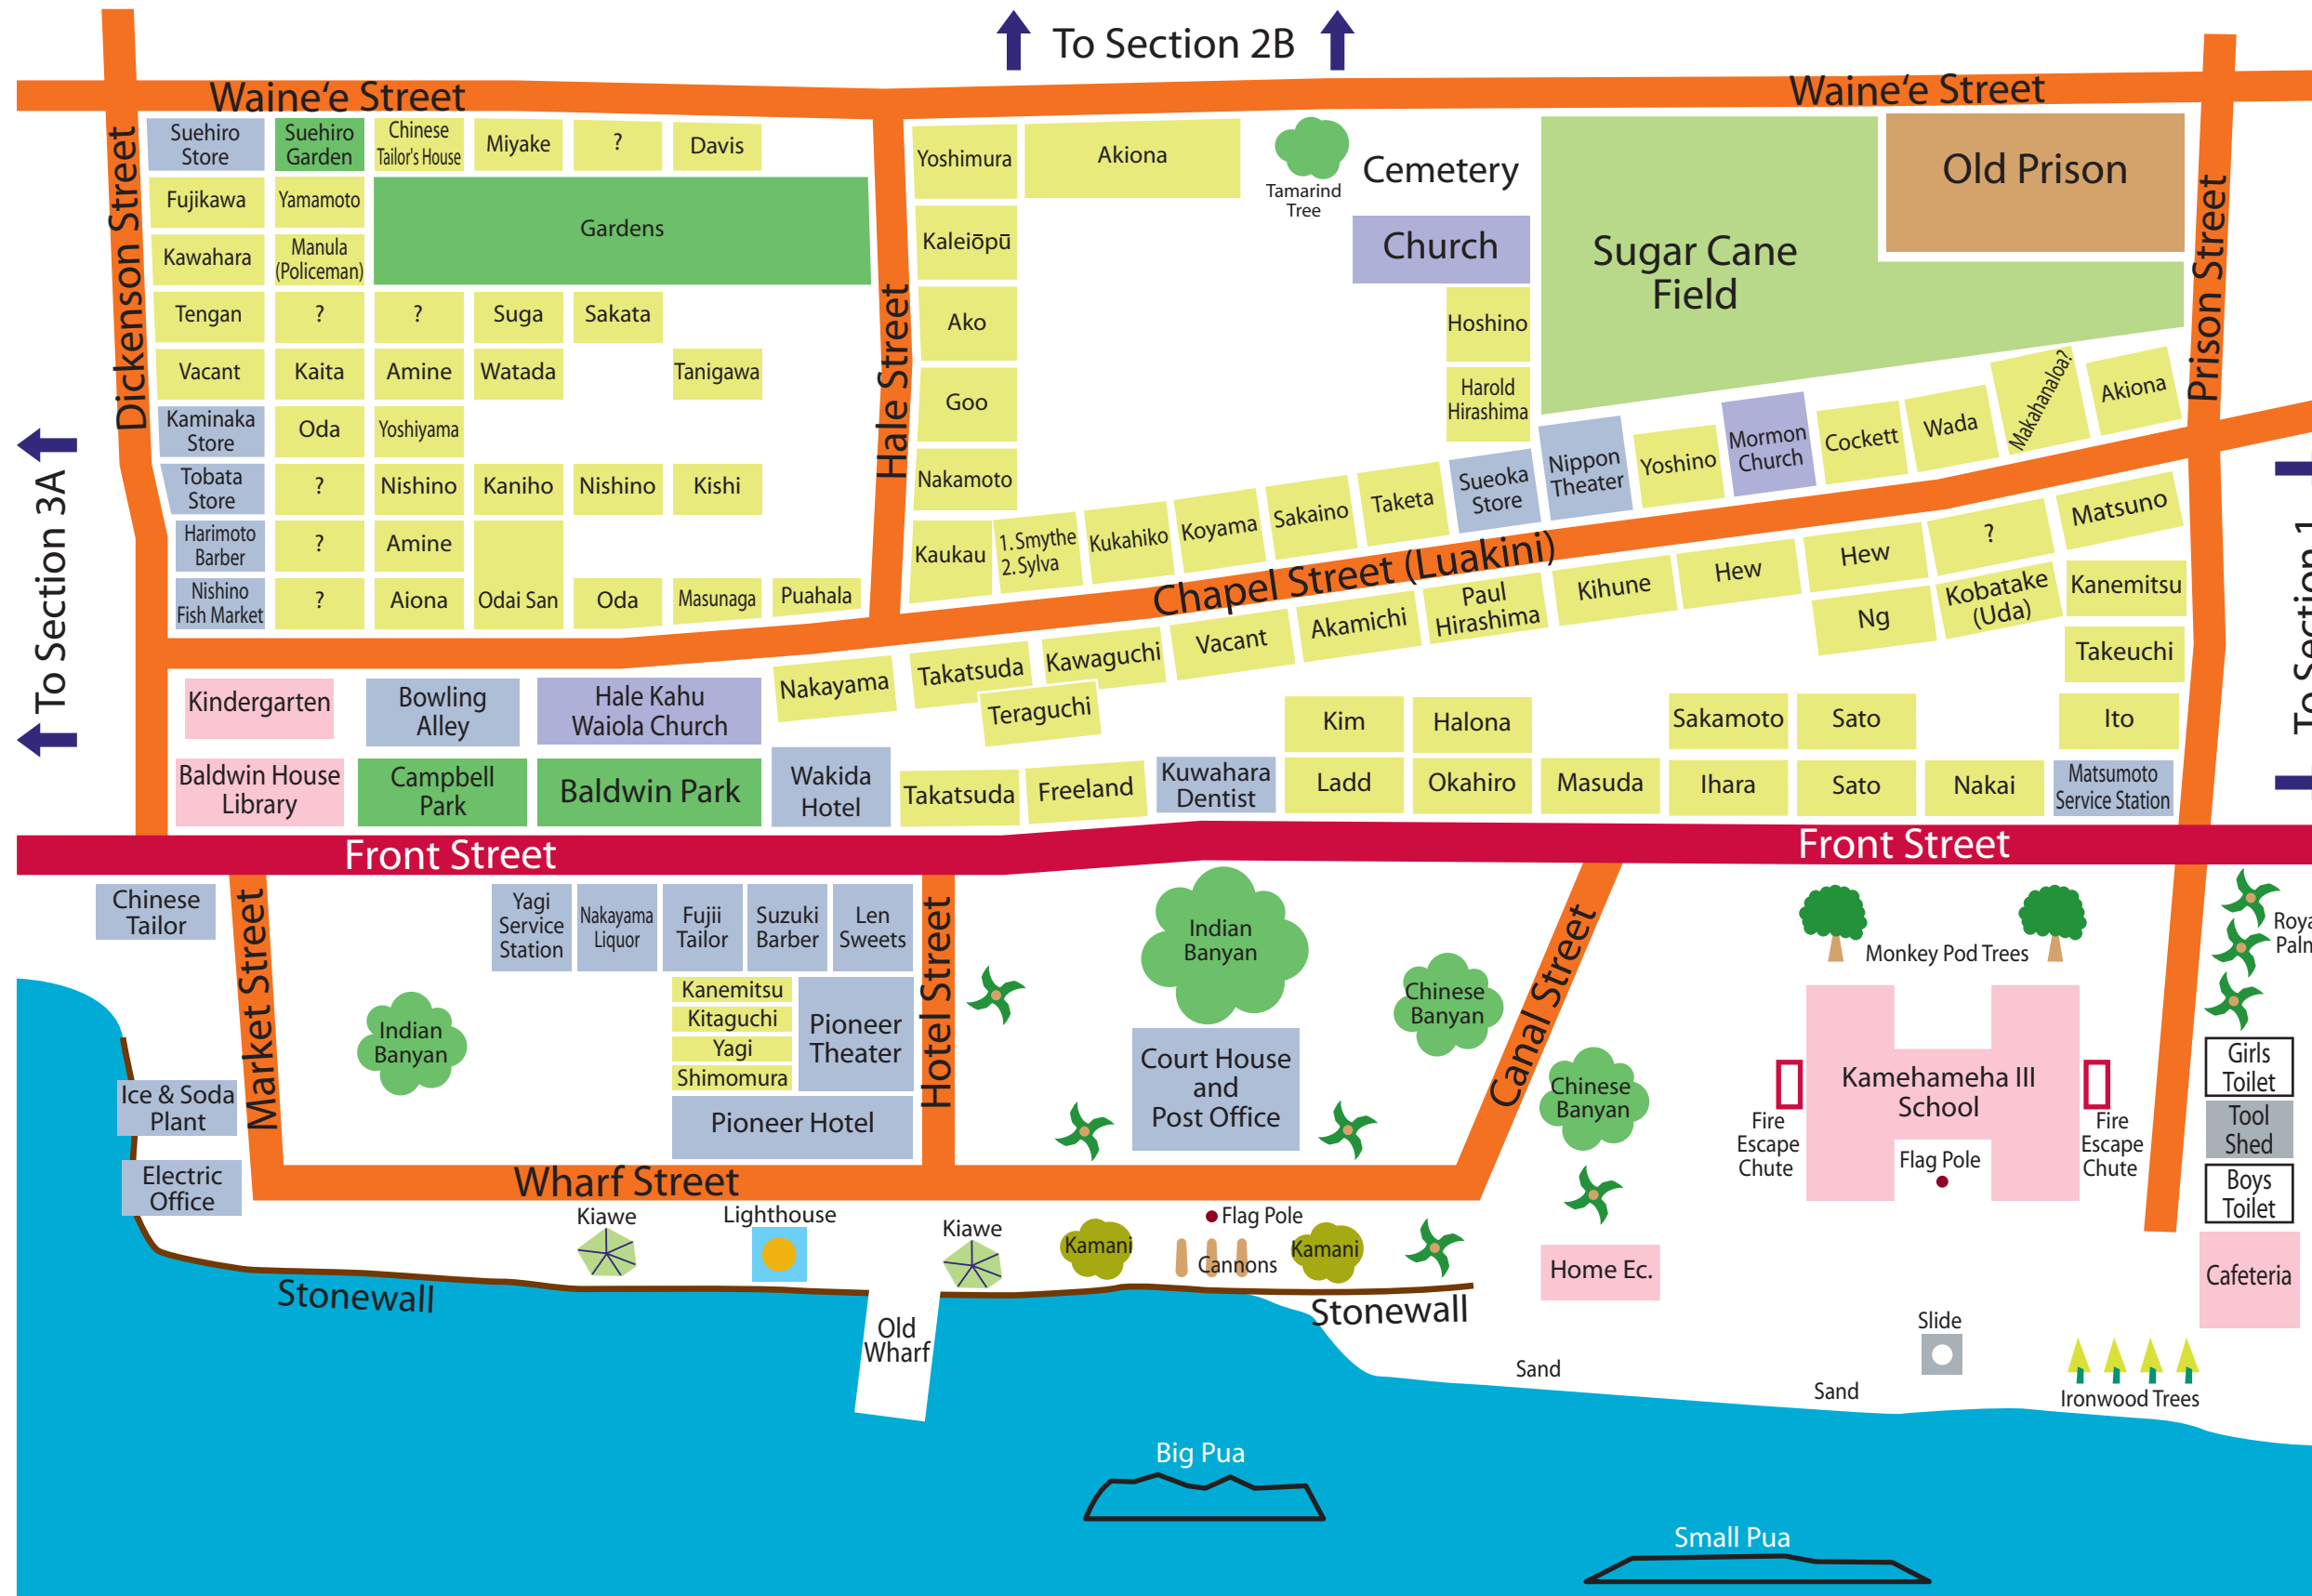 To Section 2B
Waine‘e Street
Waine‘e Street
Dickenson Street
Hale Street
Prison Street
To Section 3A
Suehiro
Store
Suehiro
Garden
Chinese
Tailor's House
Miyake
?
Davis
Fujikawa
Yamamoto
Gardens
Kawahara
Manula
(Policeman)
Tengan
?
?
Suga
Sakata
Vacant
Kaita
Amine
Watada
Tanigawa
Kaminaka
Store
Oda
Yoshiyama
Tobata
Store
?
Nishino
Kaniho
Nishino
Kishi
Harimoto
Barber
?
Amine
Nishino
Fish Market
?
Aiona
Odai San
Oda
Masunaga
Puahala
Yoshimura
Akiona
Tamarind
Tree
Cemetery
Church
Kaleiōpū
Ako
Goo
Nakamoto
Hoshino
Harold
Hirashima
Sugar Cane
Field
Old Prison
Kaukau
1. Smythe
2. Sylva
Kukahiko
Koyama
Sakaino
Taketa
Sueoka
Store
Nippon
Theater
Yoshino
Mormon
Church
Cockett
Wada
Makahanaloa?
Akiona
Chapel Street (Luakini)
Nakayama
Takatsuda
Kawaguchi
Teraguchi
Vacant
Akamichi
Paul
Hirashima
Kihune
Hew
Hew
?
Matsuno
Ng
Kobatake
(Uda)
Kanemitsu
Takeuchi
Kindergarten
Bowling
Alley
Hale Kahu
Waiola Church
Kim
Halona
Sakamoto
Sato
Ito
Baldwin House
Library
Campbell
Park
Baldwin Park
Wakida
Hotel
Takatsuda
Freeland
Kuwahara
Dentist
Ladd
Okahiro
Masuda
Ihara
Sato
Nakai
Matsumoto
Service Station
To Section 1
Front Street
Front Street
Chinese
Tailor
Market Street
Yagi
Service
Station
Nakayama
Liquor
Fujii
Tailor
Suzuki
Barber
Len
Sweets
Hotel Street
Indian
Banyan
Kanemitsu
Kitaguchi
Yagi
Shimomura
Pioneer
Theater
Pioneer Hotel
Indian
Banyan
Chinese
Banyan
Court House
and
Post Office
Canal Street
Chinese
Banyan
Monkey Pod Trees
Kamehameha III
School
Fire
Escape
Chute
Flag Pole
Fire
Escape
Chute
Girls
Toilet
Tool
Shed
Boys
Toilet
Cafeteria
Ice & Soda
Plant
Electric
Office
Wharf Street
Kiawe
Lighthouse
Kiawe
Kamani
Flag Pole
Cannons
Kamani
Home Ec.
Stonewall
Old
Wharf
Stonewall
Sand
Slide
Sand
Ironwood Trees
Big Pua
Small Pua